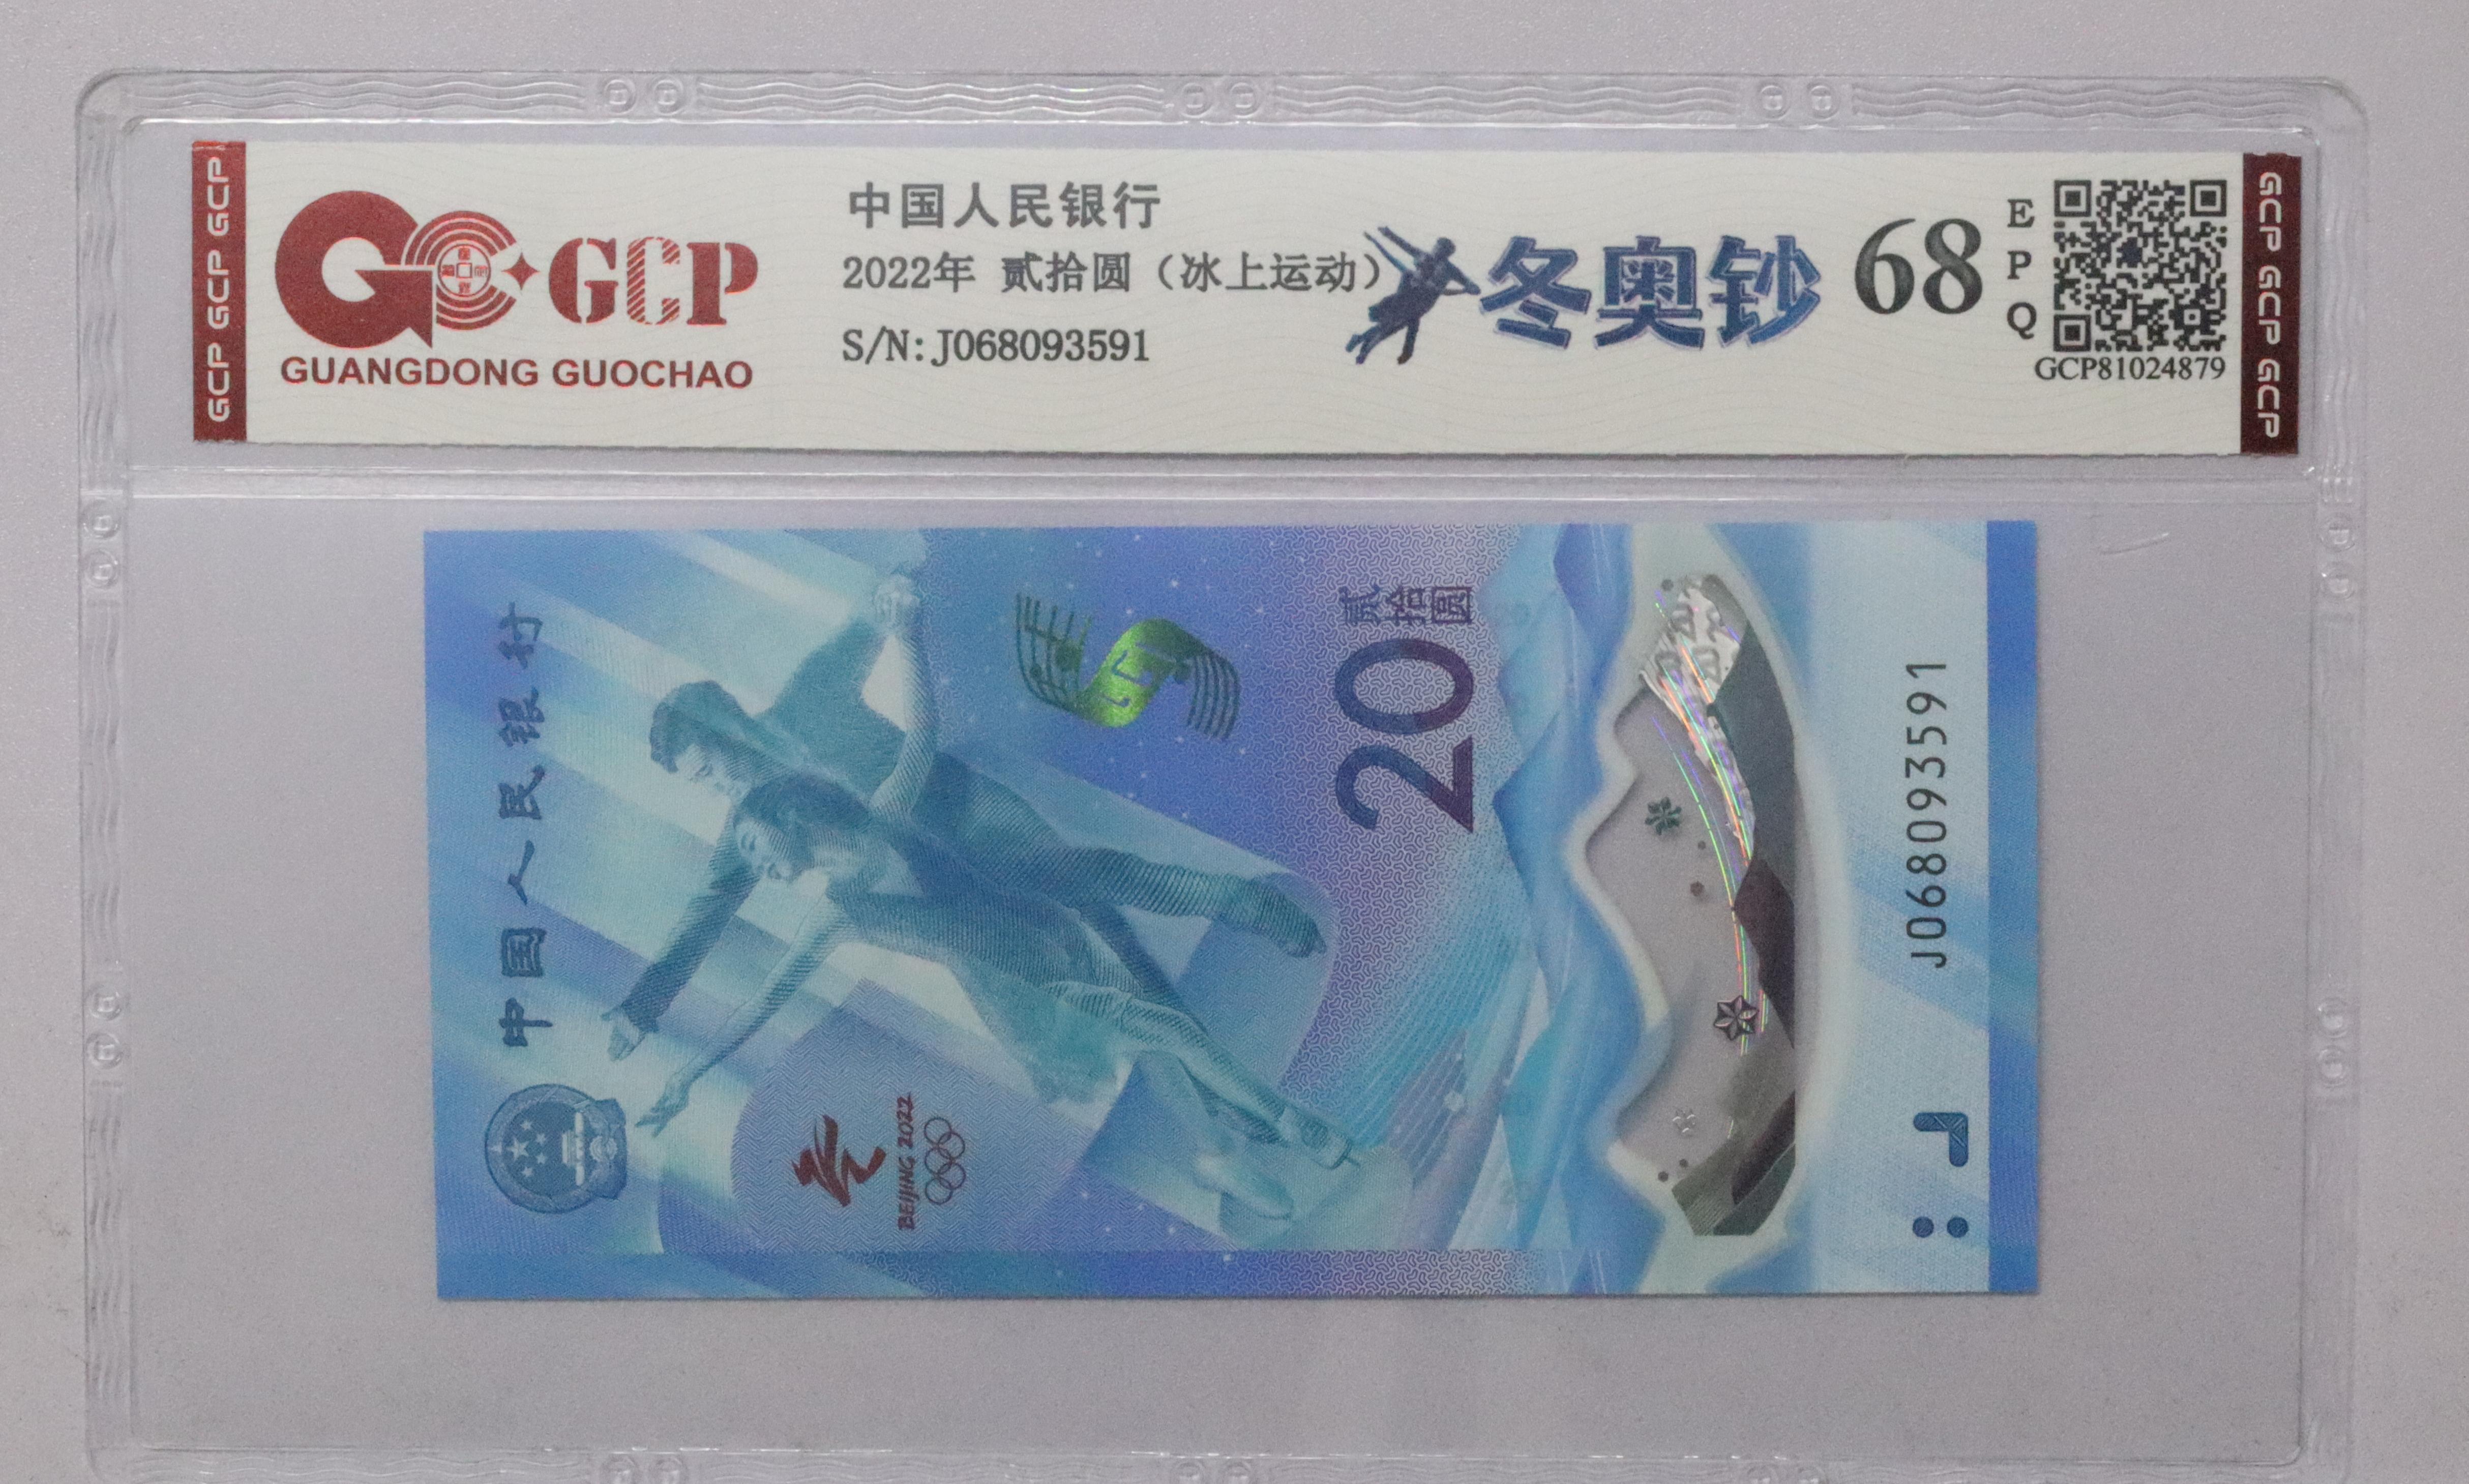 GCP GCP GCP
GCP
GUANGDONG GUOCHAO
中国人民银行
2022年 贰拾圆（冰上运动）
S/N: J068093591
冬奥钞
68
EPQ
GCP81024879
GCP GCP GCP
中国人民银行
BEIJING 2022
贰拾圆
20
J068093591